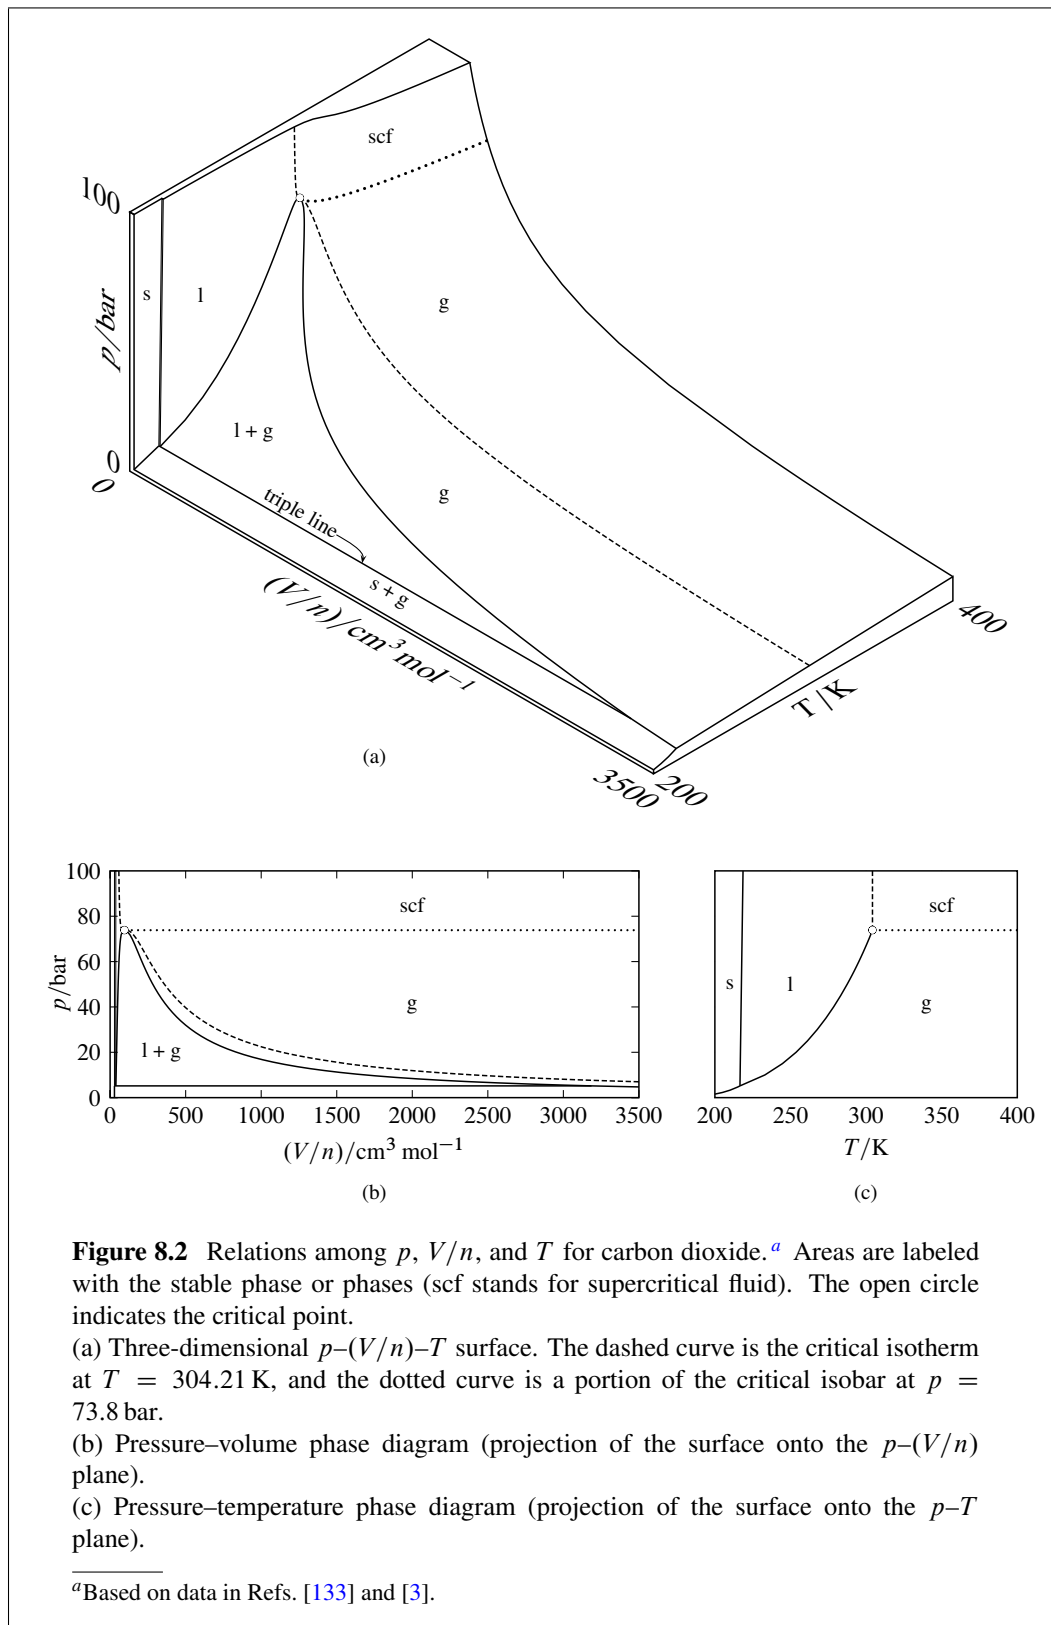 scf
100
s
l
g
p/bar
l + g
g
0
0
triple line
s + g
(V/n)/cm³ mol⁻¹
400
T/K
(a)
3500
200
100
80
60
40
20
0
p/bar
scf
g
l + g
0 500 1000 1500 2000 2500 3000 3500
(V/n)/cm³ mol⁻¹
(b)
scf
s
l
g
200 250 300 350 400
T/K
(c)
Figure 8.2 Relations among p, V/n, and T for carbon dioxide.ᵃ Areas are labeled
with the stable phase or phases (scf stands for supercritical fluid). The open circle
indicates the critical point.
(a) Three-dimensional p–(V/n)–T surface. The dashed curve is the critical isotherm
at T = 304.21 K, and the dotted curve is a portion of the critical isobar at p =
73.8 bar.
(b) Pressure–volume phase diagram (projection of the surface onto the p–(V/n)
plane).
(c) Pressure–temperature phase diagram (projection of the surface onto the p–T
plane).
ᵃBased on data in Refs. [133] and [3].